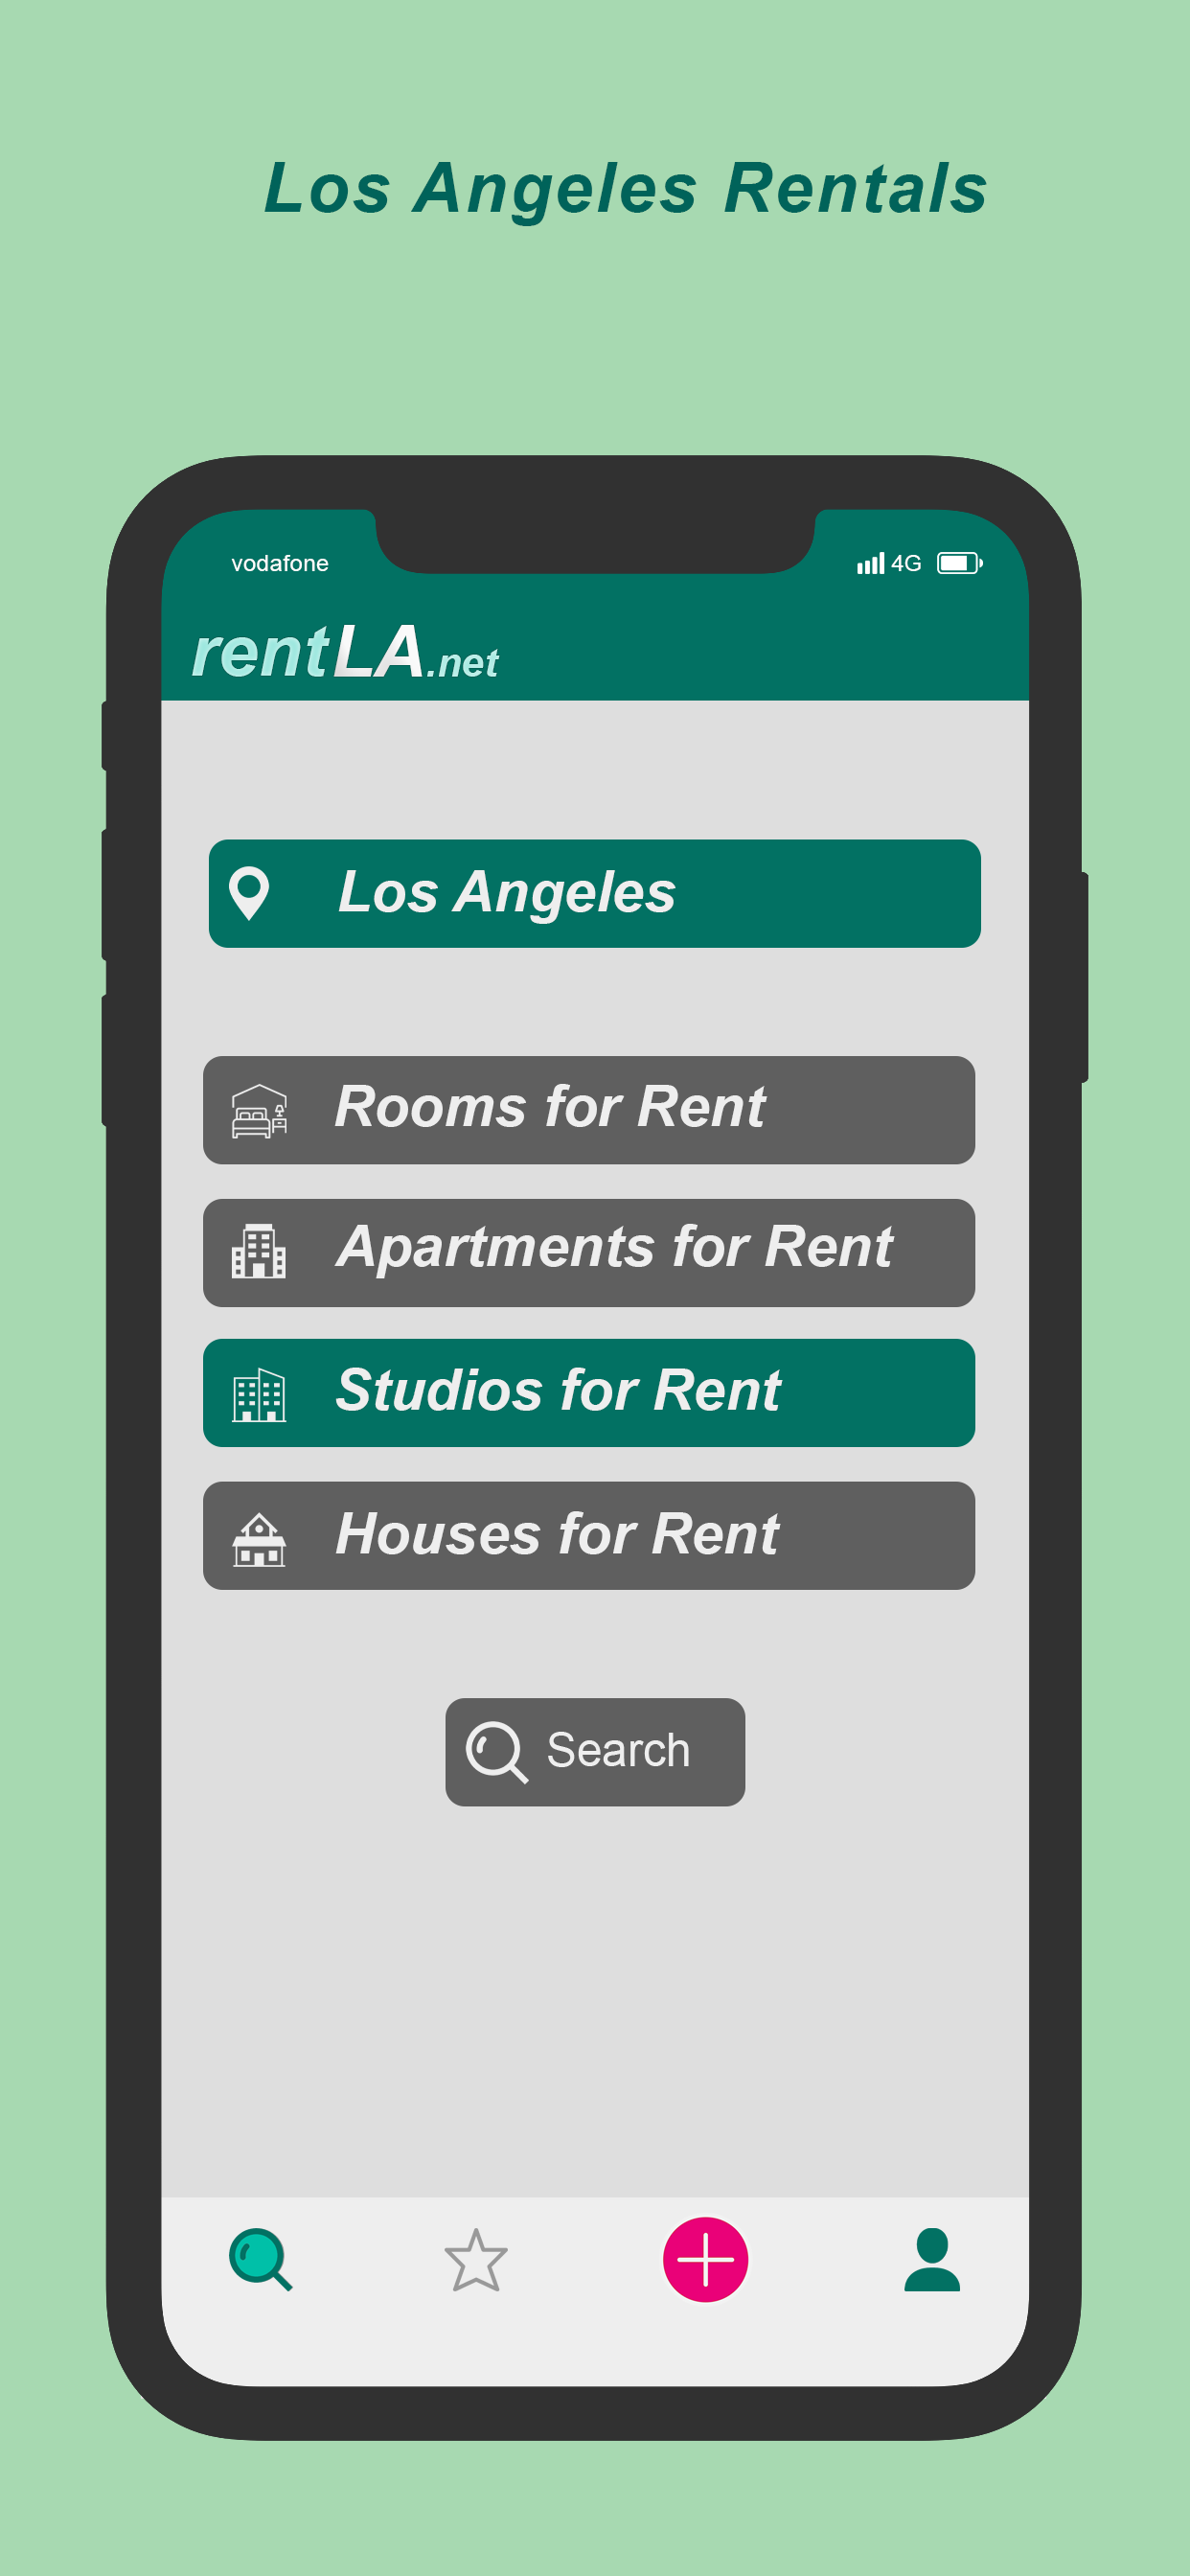 Los Angeles Rentals
vodafone 4G
rentLA.net
Los Angeles
Rooms for Rent
Apartments for Rent
Studios for Rent
Houses for Rent
Search